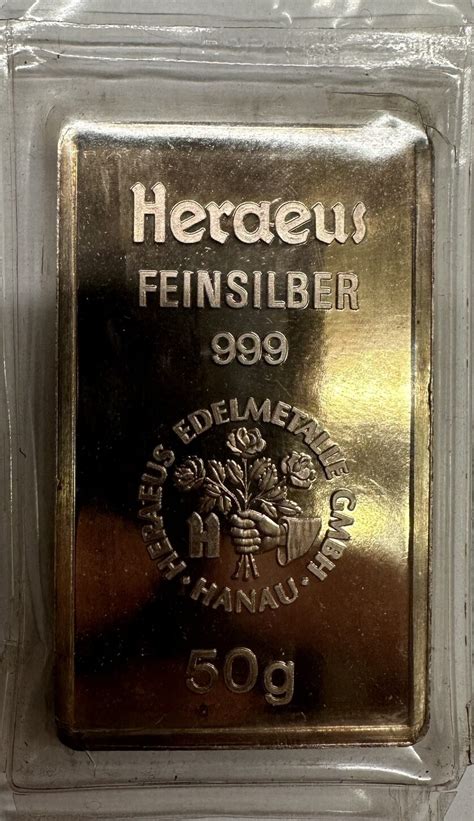 Heraeus
FEINSILBER
999
· HERAEUS EDELMETALLE GMBH ·
H
HANAU
50g